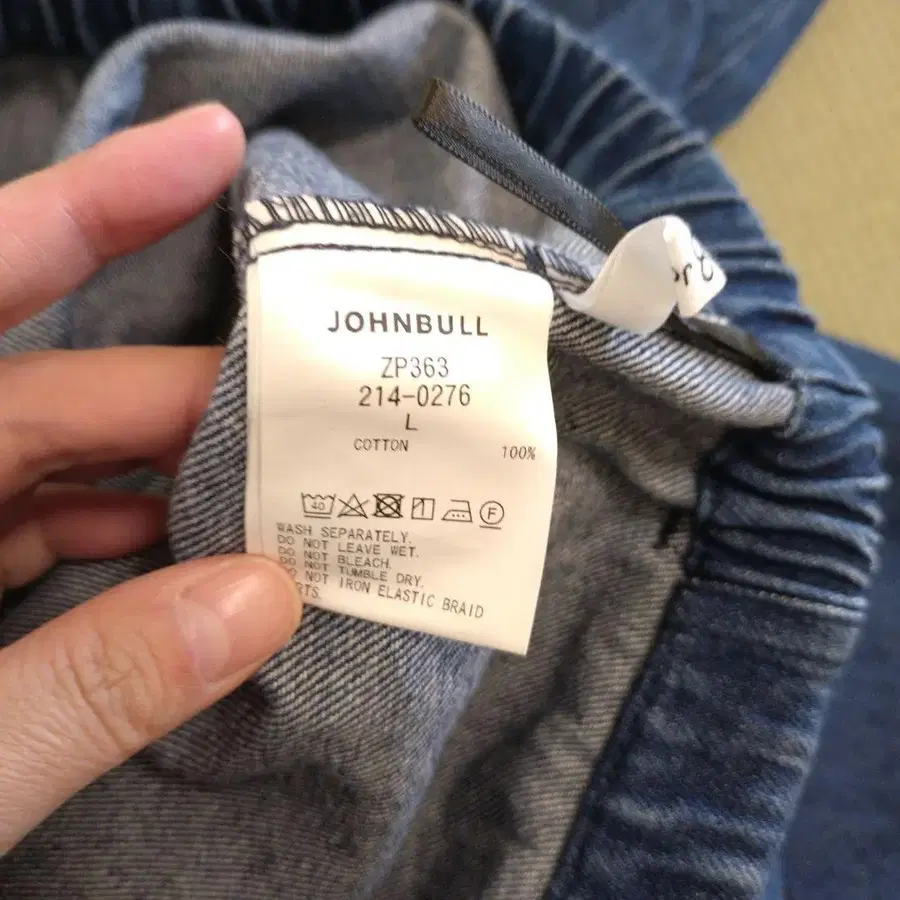 JOHNBULL
ZP363
214-0276
L
COTTON 100%
40 F
WASH SEPARATELY.
DO NOT LEAVE WET.
DO NOT BLEACH.
DO NOT TUMBLE DRY.
NOT IRON ELASTIC BRAID